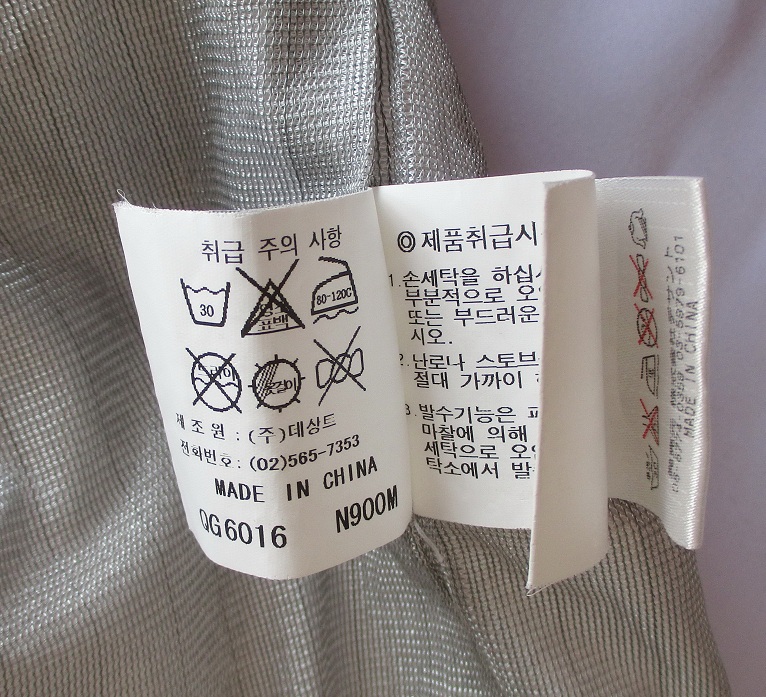 취급 주의 사항
30
표백
80-120C
드라이
옷걸이
제 조 원 : (주)데상트
전화번호: (02)565-7353
MADE IN CHINA
QG6016 N900M
◎제품취급시
1.손세탁을 하십시
부분적으로 오
또는 부드러운
시오.
2.난로나 스토브
절대 가까이
3.발수기능은
마찰에 의해
세탁으로 오
탁소에서 발
MADE IN CHINA